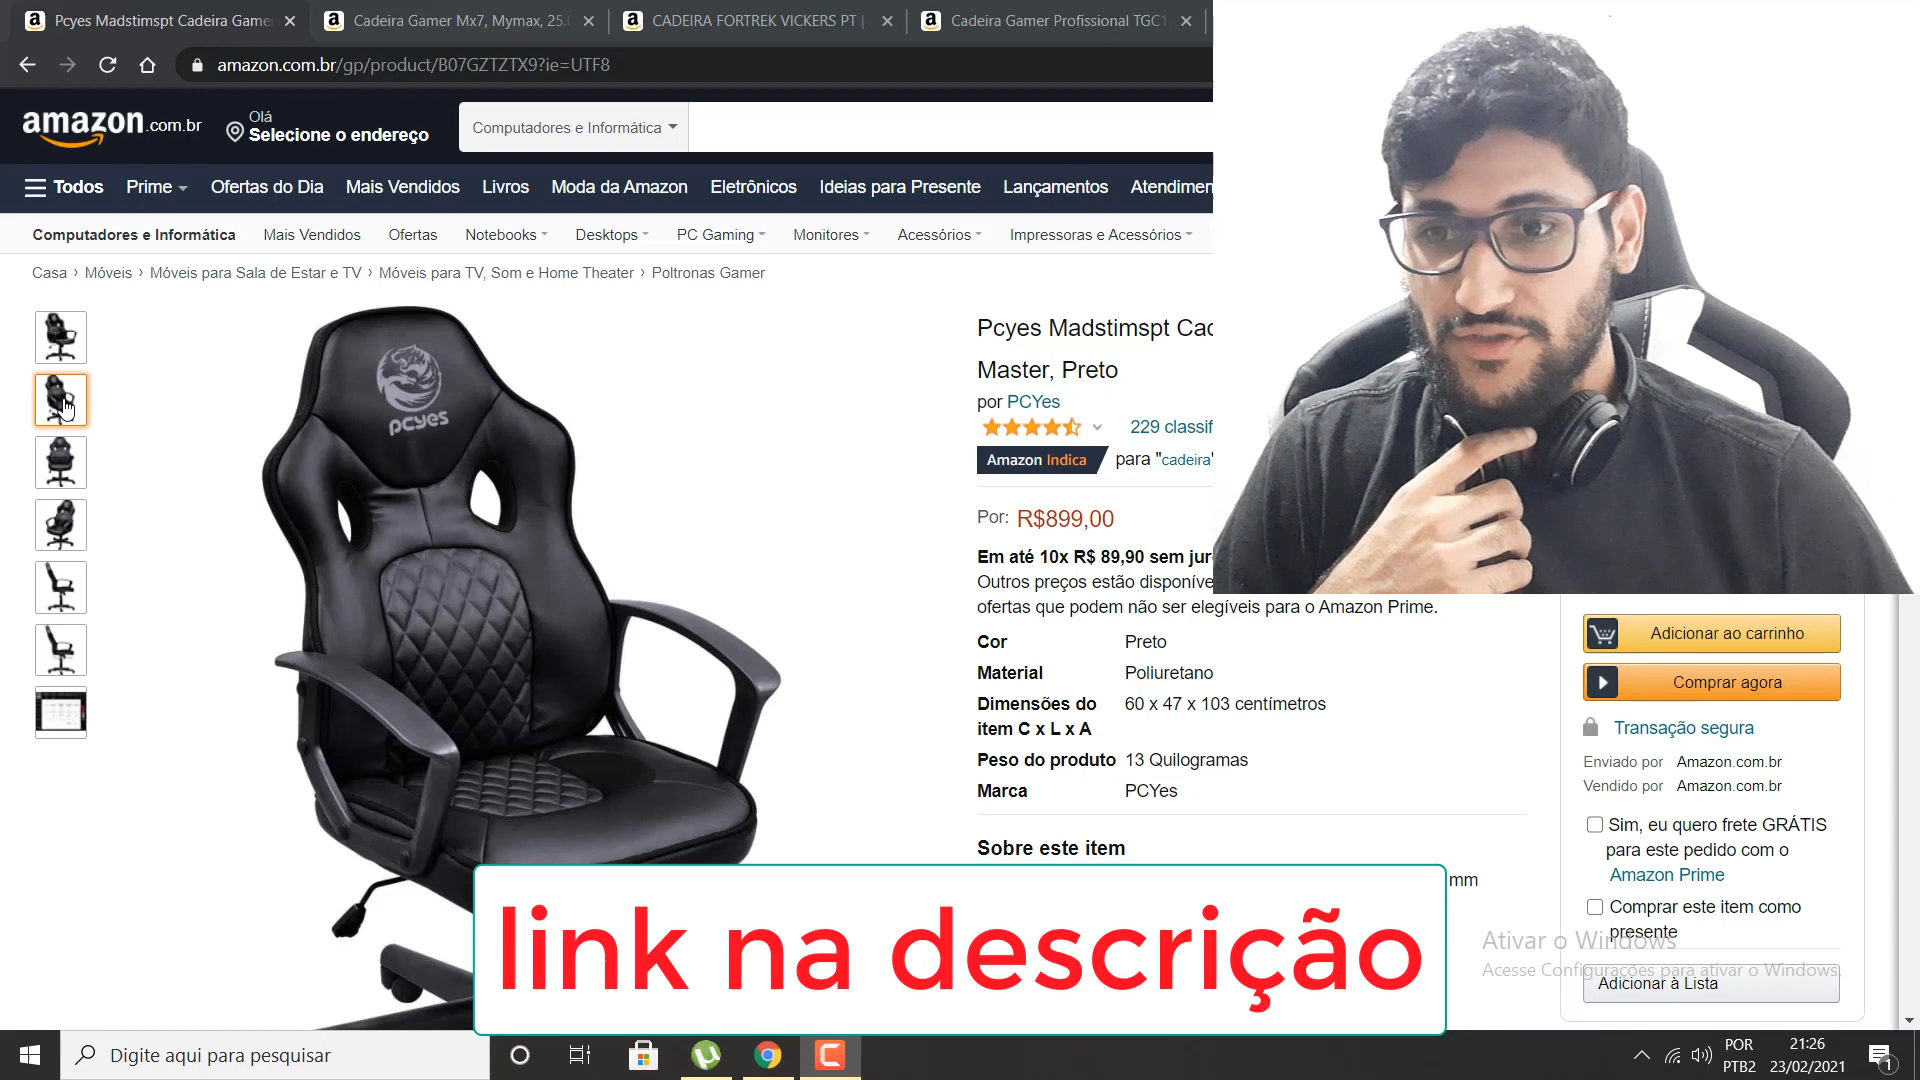 Pcyes Madstimspt Cadeira Game
Cadeira Gamer Mx7, Mymax, 25.
CADEIRA FORTREK VICKERS PT |
Cadeira Gamer Profissional TGC1
amazon.com.br/gp/product/B07GZTZTX9?ie=UTF8
amazon.com.br
Olá
Selecione o endereço
Computadores e Informática
Todos Prime Ofertas do Dia Mais Vendidos Livros Moda da Amazon Eletrônicos Ideias para Presente Lançamentos Atendimen
Computadores e Informática Mais Vendidos Ofertas Notebooks Desktops PC Gaming Monitores Acessórios Impressoras e Acessórios
Casa › Móveis › Móveis para Sala de Estar e TV › Móveis para TV, Som e Home Theater › Poltronas Gamer
pcyes
Pcyes Madstimspt Cad
Master, Preto
por PCYes
229 classif
Amazon Indica para "cadeira"
Por: R$899,00
Em até 10x R$ 89,90 sem jur
Outros preços estão disponíve
ofertas que podem não ser elegíveis para o Amazon Prime.
Cor Preto
Material Poliuretano
Dimensões do 60 x 47 x 103 centímetros
item C x L x A
Peso do produto 13 Quilogramas
Marca PCYes
Sobre este item
mm
Adicionar ao carrinho
Comprar agora
Transação segura
Enviado por Amazon.com.br
Vendido por Amazon.com.br
Sim, eu quero frete GRÁTIS
para este pedido com o
Amazon Prime
Comprar este item como
presente
Adicionar à Lista
Ativar o Windows
Acesse Configurações para ativar o Windows.
link na descrição
Digite aqui para pesquisar
POR
PTB2
21:26
23/02/2021
1